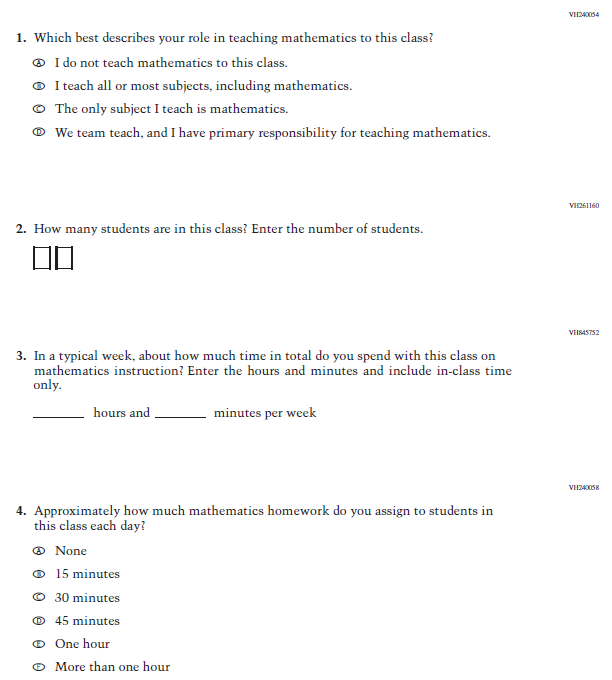 VH240054
1. Which best describes your role in teaching mathematics to this class?
A I do not teach mathematics to this class.
B I teach all or most subjects, including mathematics.
C The only subject I teach is mathematics.
D We team teach, and I have primary responsibility for teaching mathematics.
VH261160
2. How many students are in this class? Enter the number of students.
VH845752
3. In a typical week, about how much time in total do you spend with this class on
mathematics instruction? Enter the hours and minutes and include in-class time
only.
_______ hours and _______ minutes per week
VH240058
4. Approximately how much mathematics homework do you assign to students in
this class each day?
A None
B 15 minutes
C 30 minutes
D 45 minutes
E One hour
F More than one hour